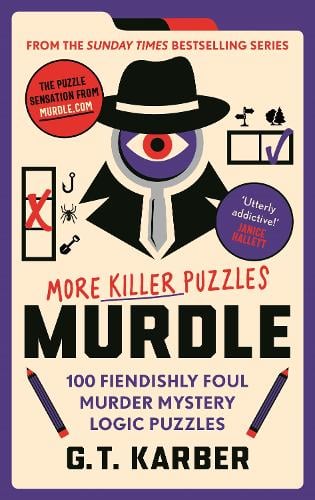 FROM THE SUNDAY TIMES BESTSELLING SERIES
THE PUZZLE
SENSATION FROM
MURDLE.COM
'Utterly
addictive!'
JANICE
HALLETT
MORE KILLER PUZZLES
MURDLE
100 FIENDISHLY FOUL
MURDER MYSTERY
LOGIC PUZZLES
G.T. KARBER